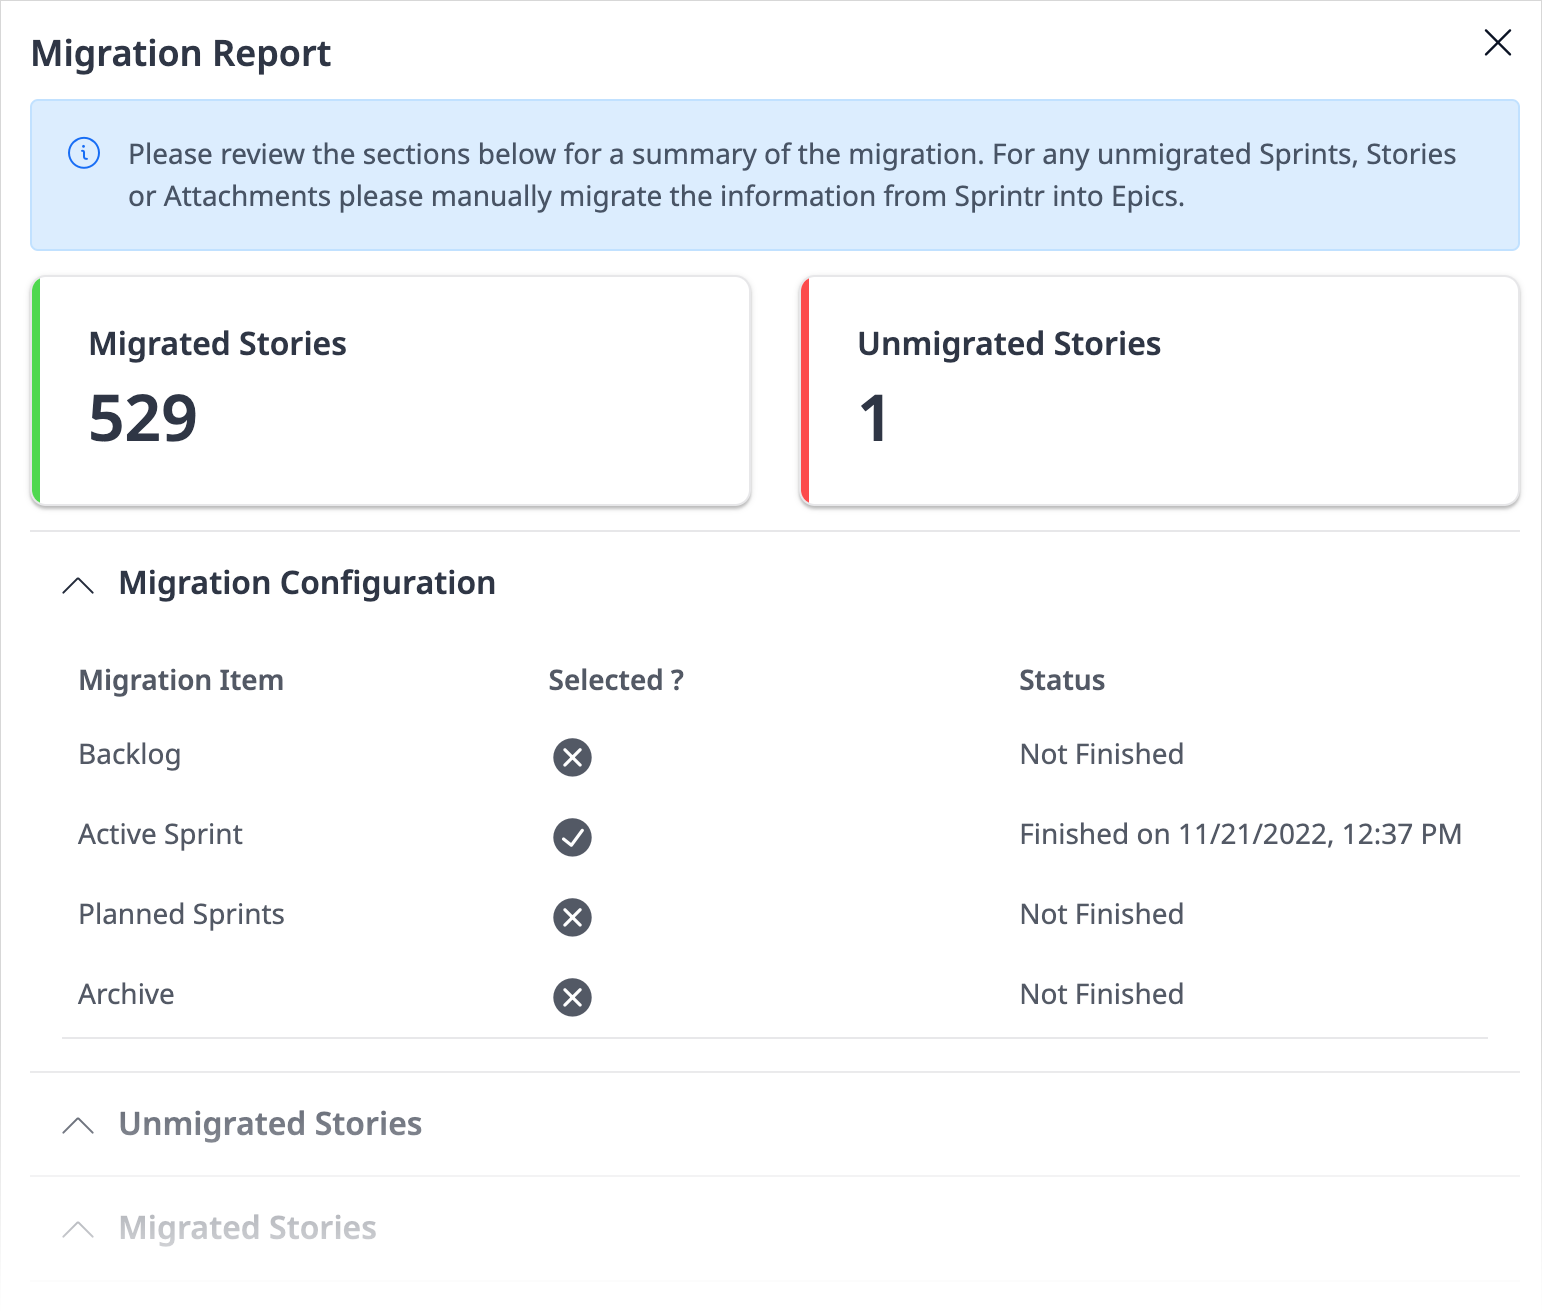 Migration Report
Please review the sections below for a summary of the migration. For any unmigrated Sprints, Stories
or Attachments please manually migrate the information from Sprintr into Epics.
Migrated Stories
529
Unmigrated Stories
1
Migration Configuration
Migration Item Selected ? Status
Backlog Not Finished
Active Sprint Finished on 11/21/2022, 12:37 PM
Planned Sprints Not Finished
Archive Not Finished
Unmigrated Stories
Migrated Stories